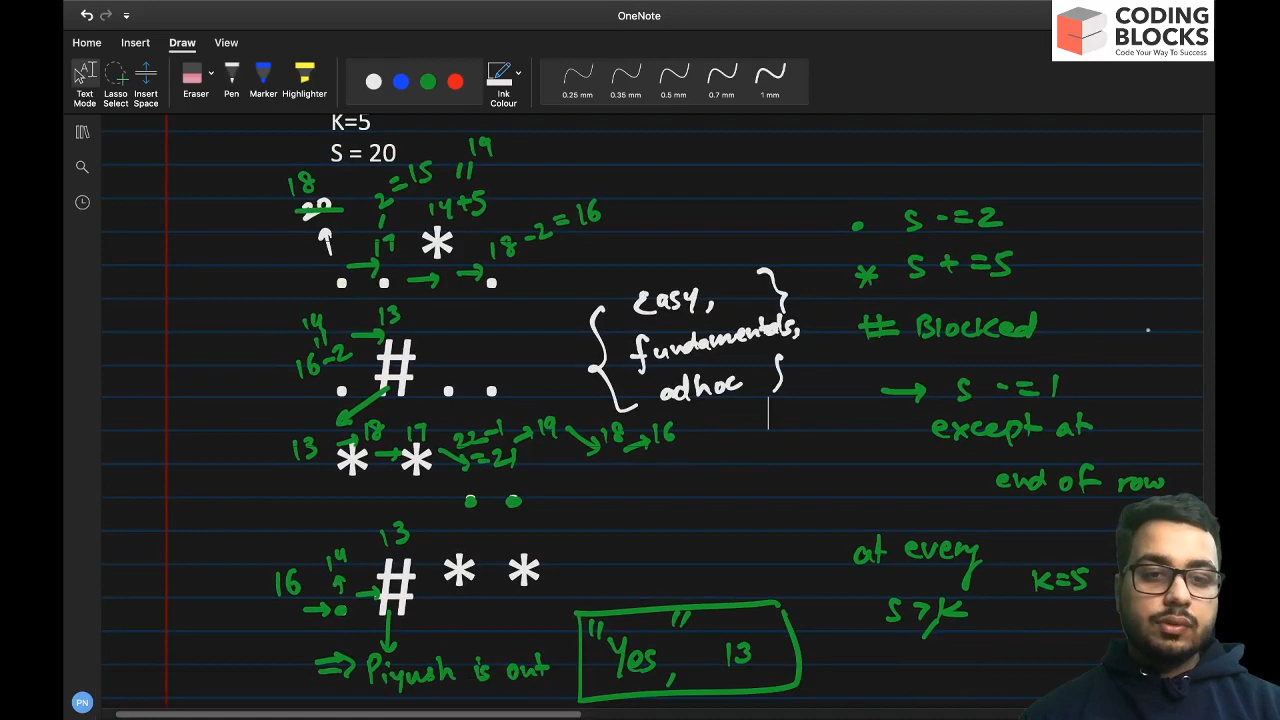 OneNote
CODING
BLOCKS
Code Your Way To Success
Home Insert Draw View
Text Mode
Lasso Select
Insert Space
Eraser
Pen
Marker
Highlighter
Ink Colour
0.25 mm
0.35 mm
0.5 mm
0.7 mm
1 mm
K=5
S = 20
18
2 = 15
19
20
17
14+5
*
18 -2 = 16
. . .
14
13
16-2
#
. . .
13 18 17 22-1 19 18 16
=21
* *
. .
16 14 13
. # * *
⇒ Piyush is out
"Yes", 13
easy,
fundamentals,
adhoc
. S -=2
* S +=5
# Blocked
→ S -=1
except at
end of row
at every
S > K
K=5
PN